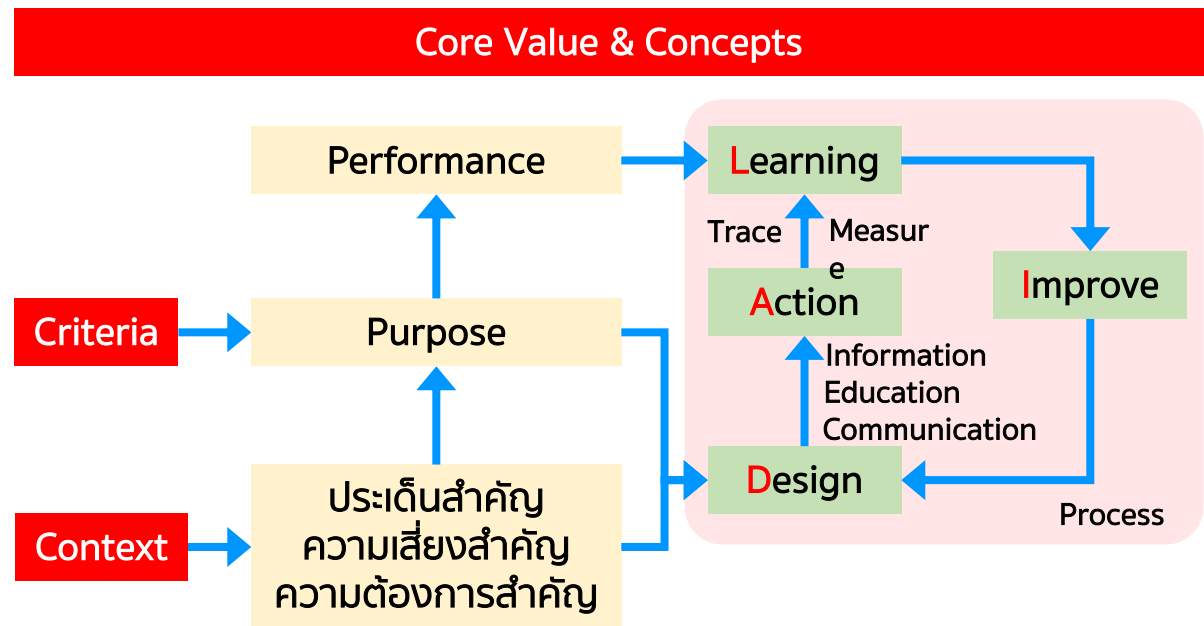 Core Value & Concepts
Performance
Learning
Trace
Measur
e
Action
Improve
Criteria
Purpose
Information
Education
Communication
Design
Context
ประเด็นสำคัญ
ความเสี่ยงสำคัญ
ความต้องการสำคัญ
Process